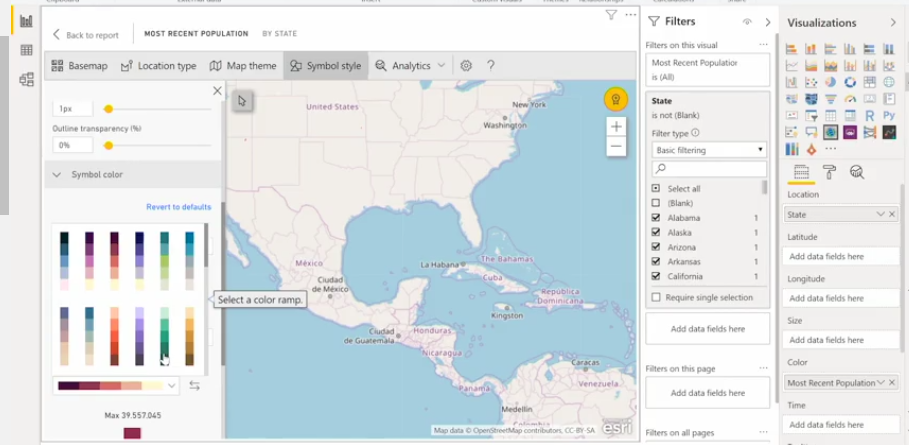 Back to report
MOST RECENT POPULATION
BY STATE
Basemap
Location type
Map theme
Symbol style
Analytics
?
1px
Outline transparency (%)
0%
Symbol color
Revert to defaults
Select a color ramp.
Max 39.557.045
United States
New York
Washington
México
Ciudad de México
La Habana
The Bahamas
Cuba
República Dominicana
Kingston
Honduras
Ciudad de Guatemala
Nicaragua
Panamá
Caracas
Venezuela
Medellín
Colombia
Map data © OpenStreetMap contributors, CC-BY-SA
esri
Filters
Filters on this visual
Most Recent Population
is (All)
State
is not (Blank)
Filter type
Basic filtering
Select all
(Blank)
Alabama 1
Alaska 1
Arizona 1
Arkansas 1
California 1
Require single selection
Add data fields here
Filters on this page
Add data fields here
Filters on all pages
Visualizations
R
Py
Location
State
Latitude
Add data fields here
Longitude
Add data fields here
Size
Add data fields here
Color
Most Recent Population
Time
Add data fields here